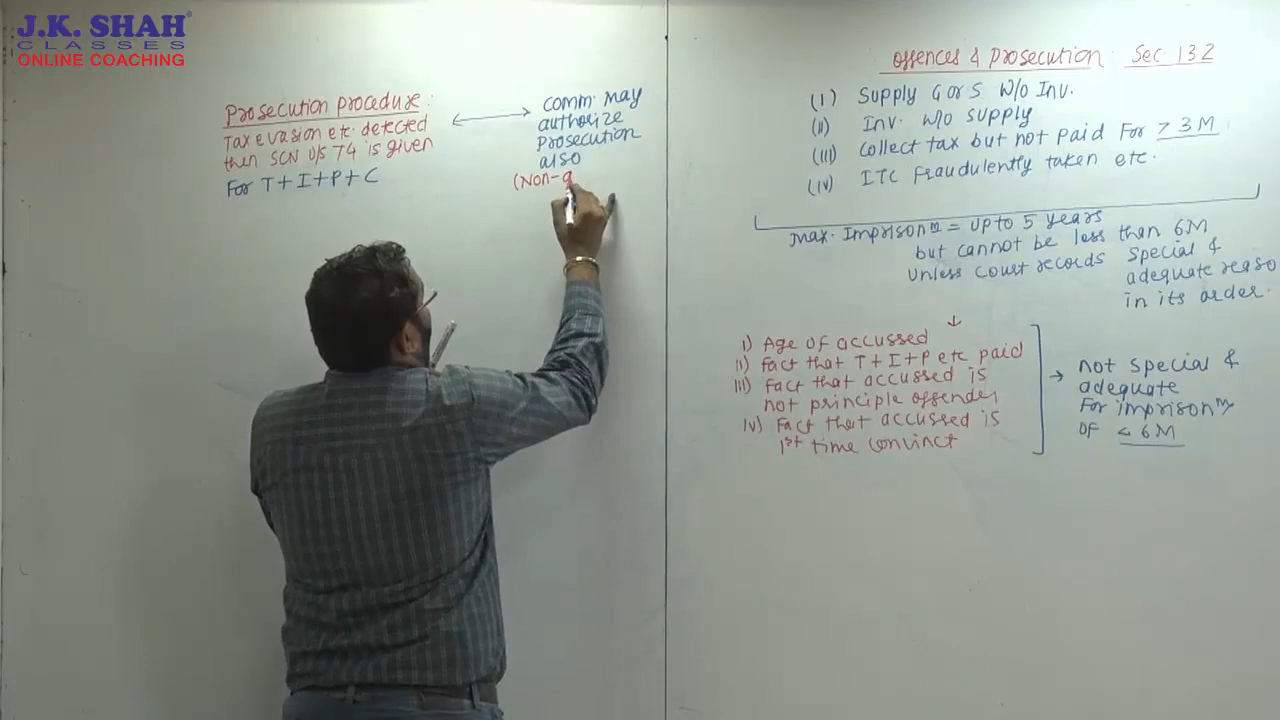 J.K. SHAH®
CLASSES
ONLINE COACHING
Prosecution procedure:
Tax evasion etc. detected
then SCN U/S 74 is given
For T + I + P + C
comm. may
authorize
prosecution
also
(Non-
offences & prosecution: Sec. 132
(i) Supply G or S W/O Inv.
(ii) Inv. W/O supply
(iii) Collect tax but not paid For > 3 M
(iv) ITC Fraudulently taken etc.
Max. Imprisonm = upto 5 years
but cannot be less than 6M
Unless court records special &
adequate reaso
in its order.
↓
i) Age of accussed
ii) Fact that T + I + P etc paid
iii) Fact that accussed is
not principle offender
iv) Fact that accussed is
1st time convinct
→ not special &
adequate
For imprisonm
OF < 6M